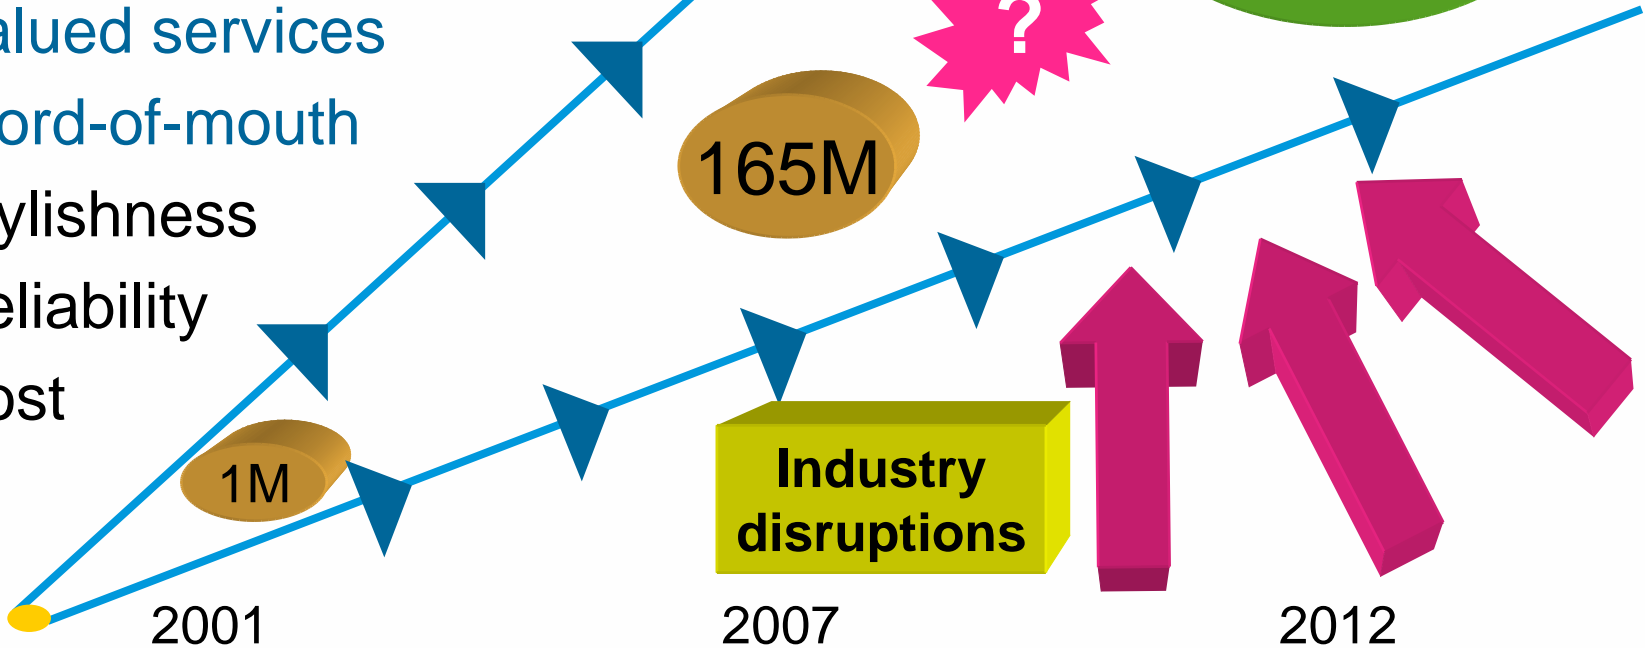 alued services
ord-of-mouth
ylishness
eliability
ost
?
165M
1M
Industry
disruptions
2001
2007
2012